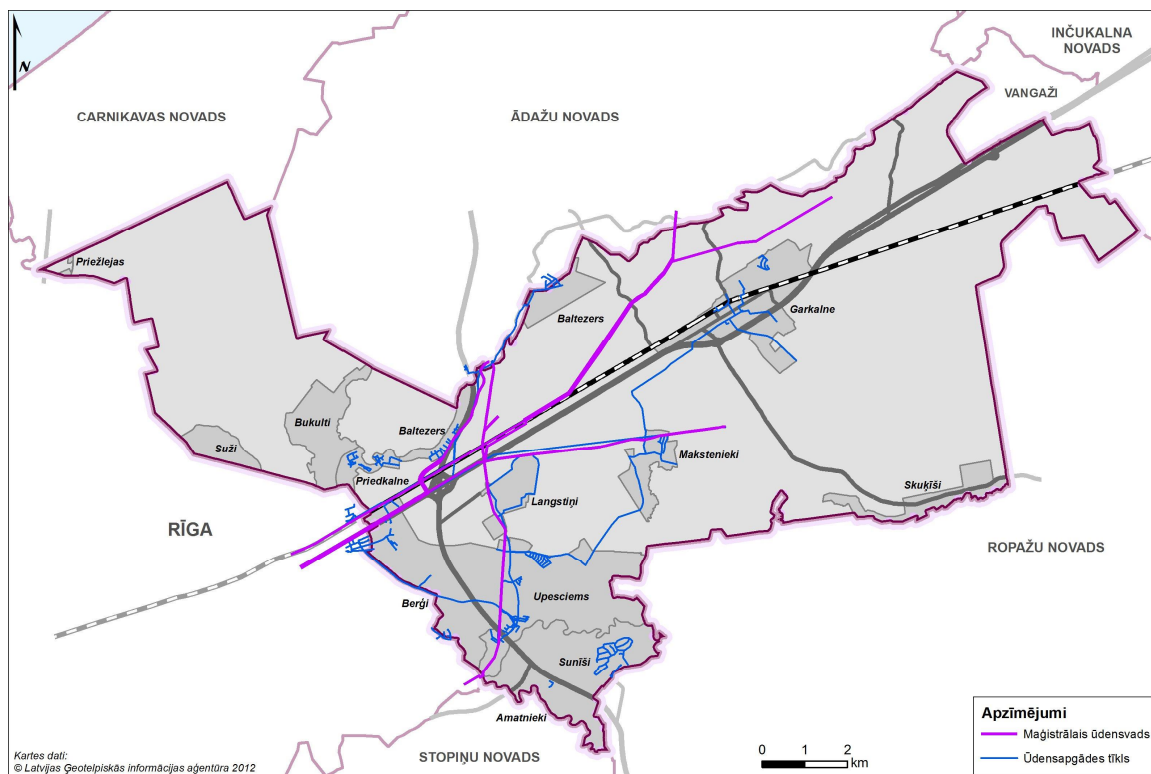 N
INČUKALNA
NOVADS
VANGAŽI
CARNIKAVAS NOVADS
ĀDAŽU NOVADS
Priežlejas
Baltezers
Garkalne
Bukulti
Baltezers
Suži
Makstenieki
Priedkalne
Langstiņi
Skuķīši
RĪGA
ROPAŽU NOVADS
Berģi
Upesciems
Sunīši
Amatnieki
STOPIŅU NOVADS
Apzīmējumi
Maģistrālais ūdensvads
Ūdensapgādes tīkls
0 1 2
km
Kartes dati:
© Latvijas Ģeotelpiskās informācijas aģentūra 2012